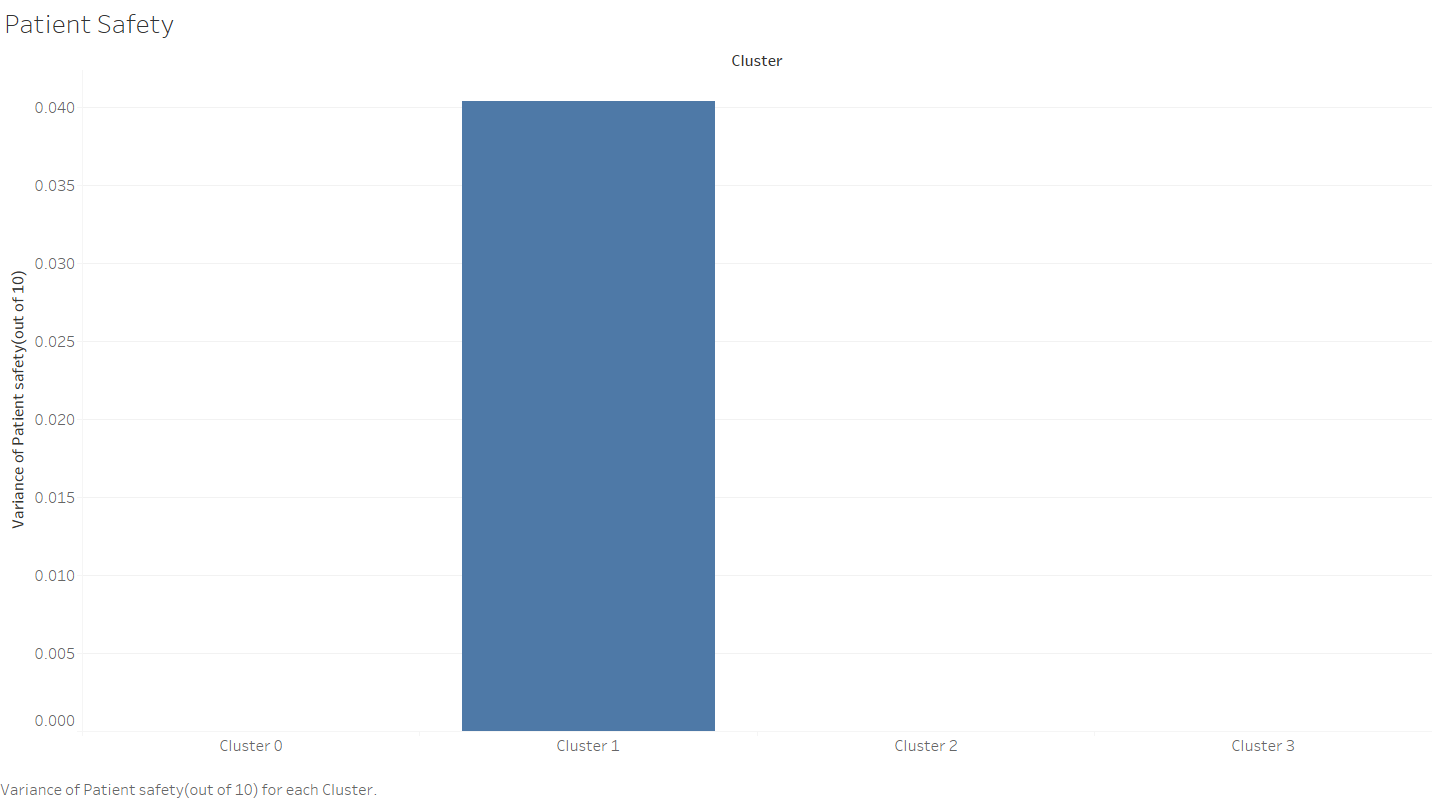 Patient Safety
Cluster
0.040
0.035
0.030
0.025
0.020
0.015
0.010
0.005
0.000
Variance of Patient safety(out of 10)
Cluster 0
Cluster 1
Cluster 2
Cluster 3
Variance of Patient safety(out of 10) for each Cluster.